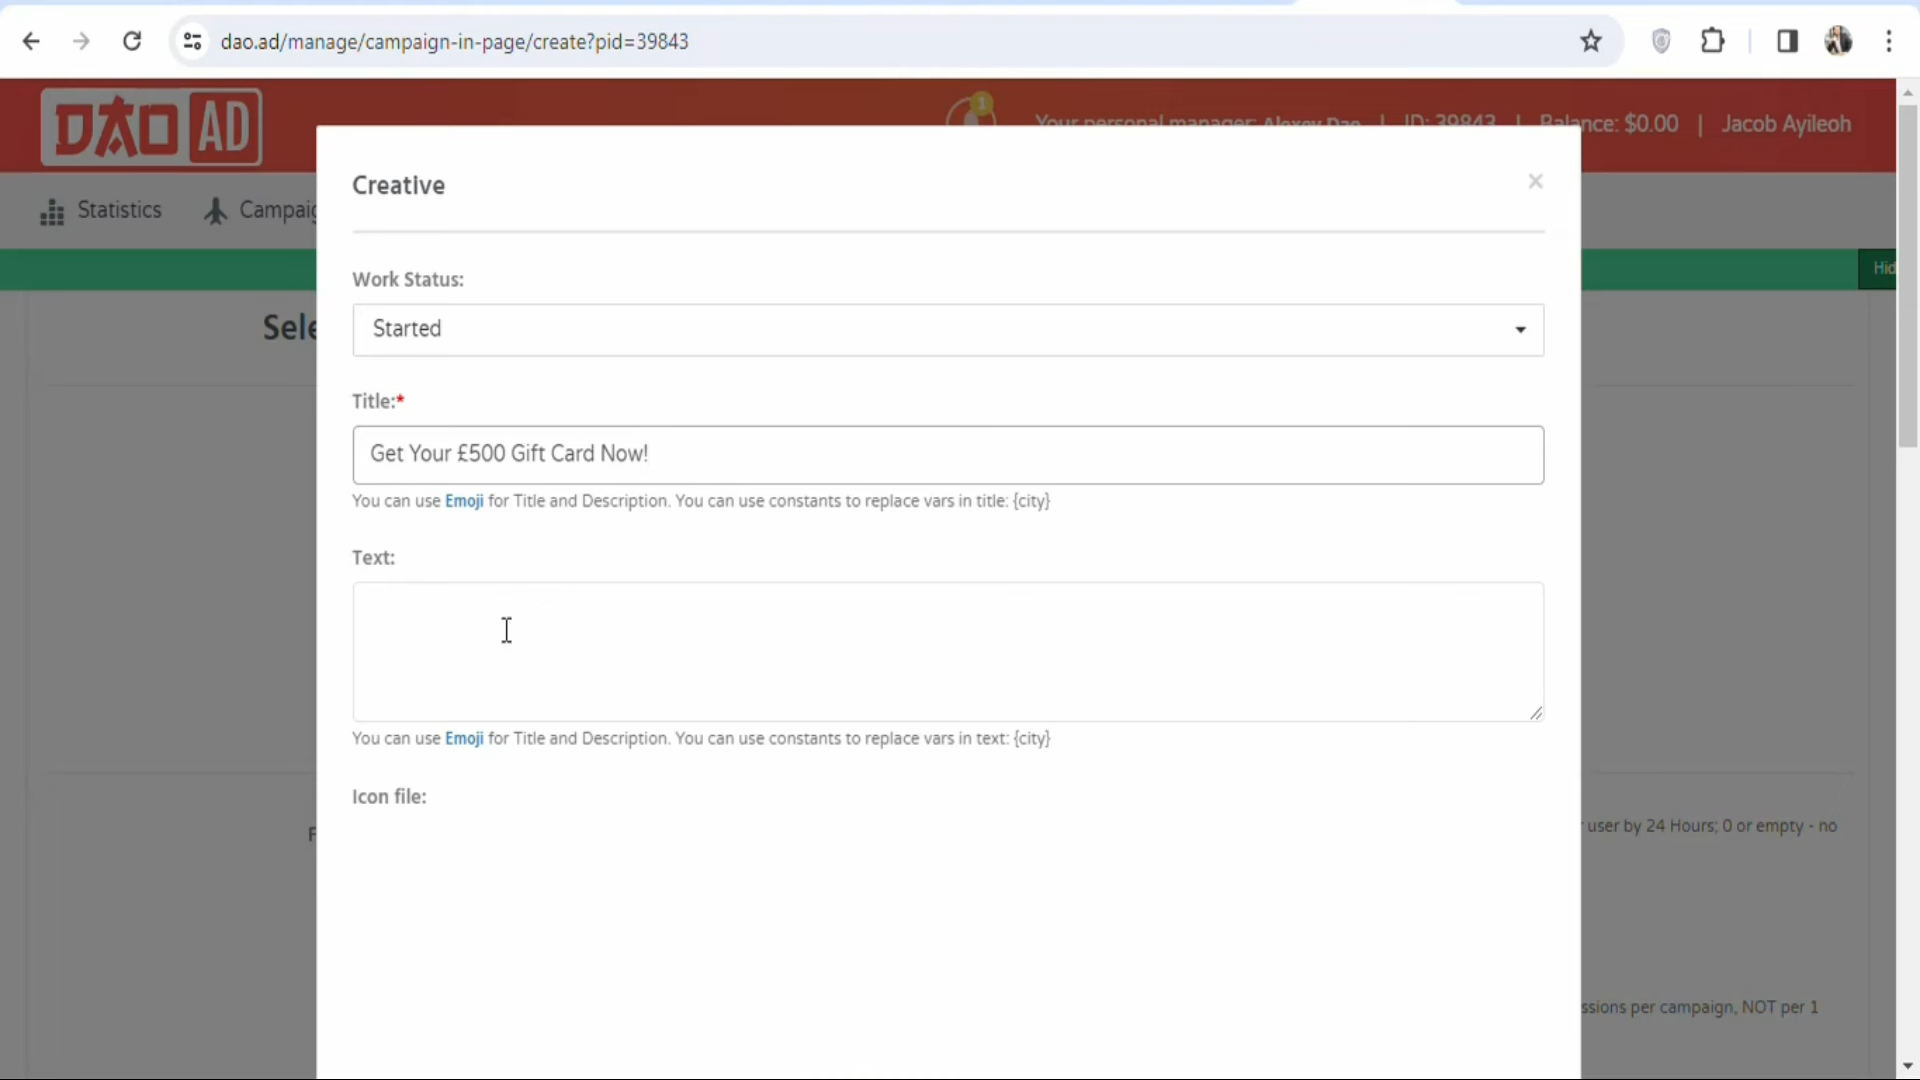 dao.ad/manage/campaign-in-page/create?pid=39843
DAO AD
1
Your personal manager: Alexey Dao | ID: 39843 | Balance: $0.00 | Jacob Ayileoh
Statistics
Campaig
Hid
Sele
Creative
×
Work Status:
Started
Title:*
Get Your £500 Gift Card Now!
You can use Emoji for Title and Description. You can use constants to replace vars in title: {city}
Text:
You can use Emoji for Title and Description. You can use constants to replace vars in text: {city}
Icon file:
F
user by 24 Hours; 0 or empty - no
ssions per campaign, NOT per 1